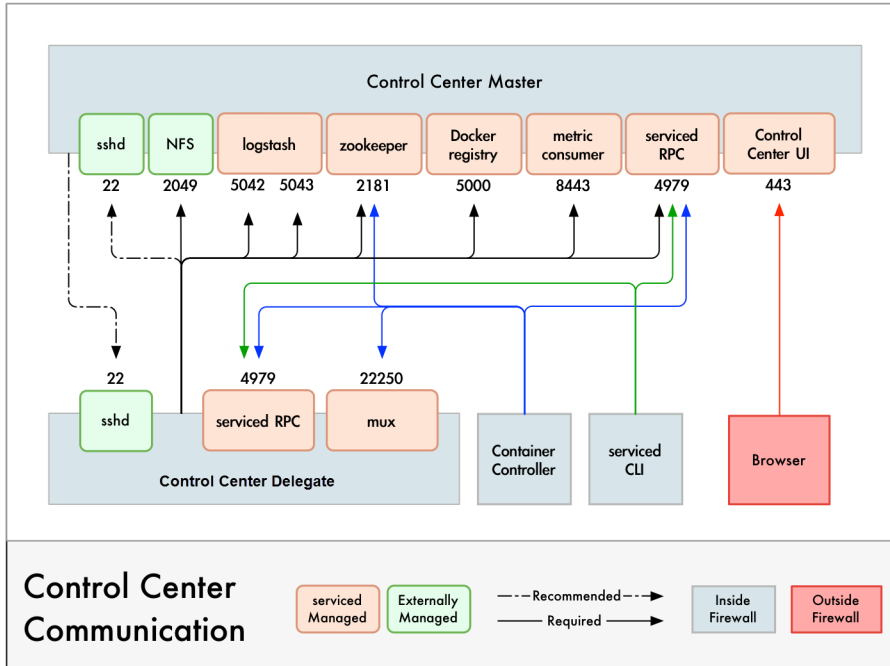 Control Center Master
sshd
NFS
logstash
zookeeper
Docker
registry
metric
consumer
serviced
RPC
Control
Center UI
22
2049
5042
5043
2181
5000
8443
4979
443
22
4979
22250
sshd
serviced RPC
mux
Control Center Delegate
Container
Controller
serviced
CLI
Browser
Control Center
Communication
serviced
Managed
Externally
Managed
Recommended
Required
Inside
Firewall
Outside
Firewall